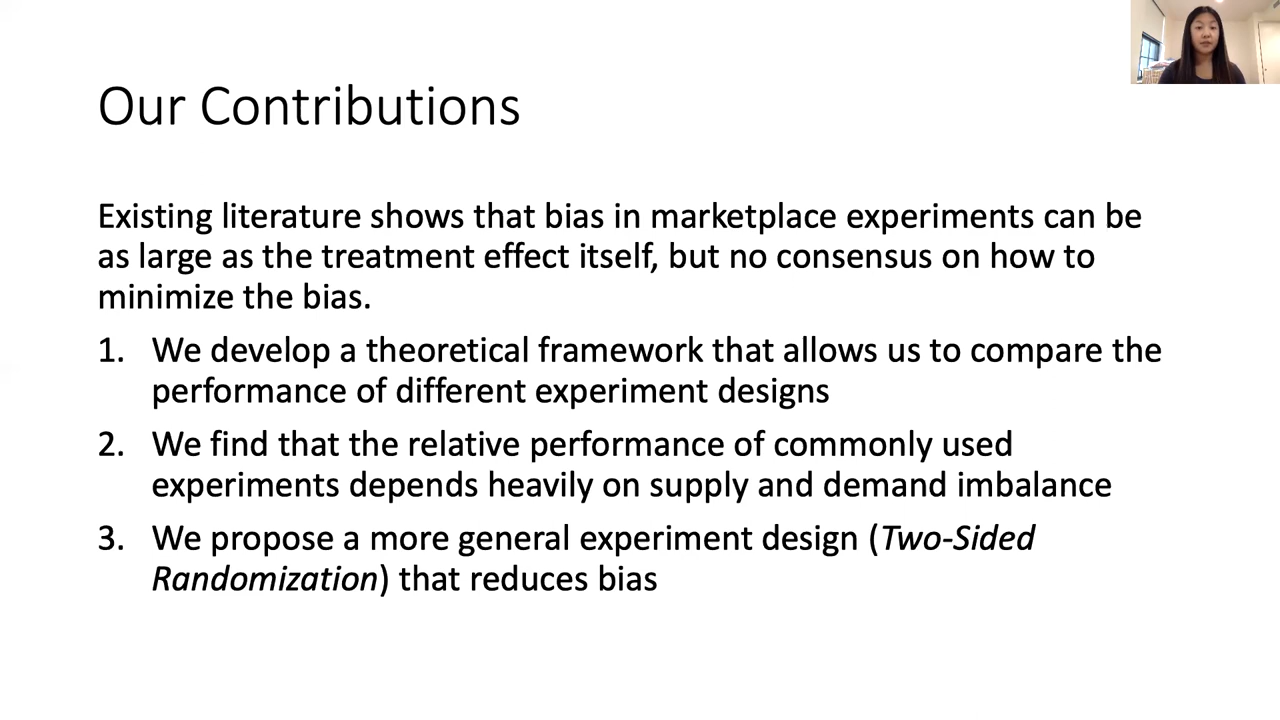 Our Contributions
Existing literature shows that bias in marketplace experiments can be
as large as the treatment effect itself, but no consensus on how to
minimize the bias.
1. We develop a theoretical framework that allows us to compare the
performance of different experiment designs
2. We find that the relative performance of commonly used
experiments depends heavily on supply and demand imbalance
3. We propose a more general experiment design (Two-Sided
Randomization) that reduces bias